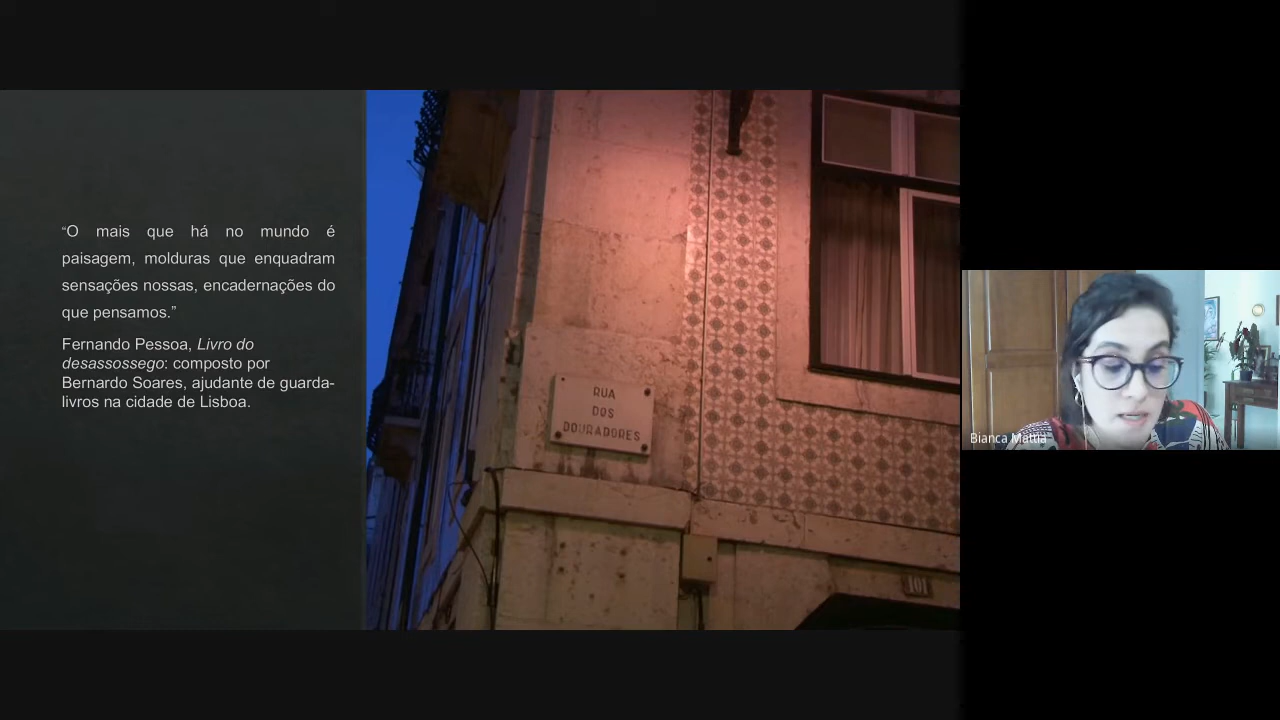 “O mais que há no mundo é
paisagem, molduras que enquadram
sensações nossas, encadernações do
que pensamos.”
Fernando Pessoa, Livro do
desassossego: composto por
Bernardo Soares, ajudante de guarda-
livros na cidade de Lisboa.
RUA
DOS
DOURADORES
101
Bianca Mattia